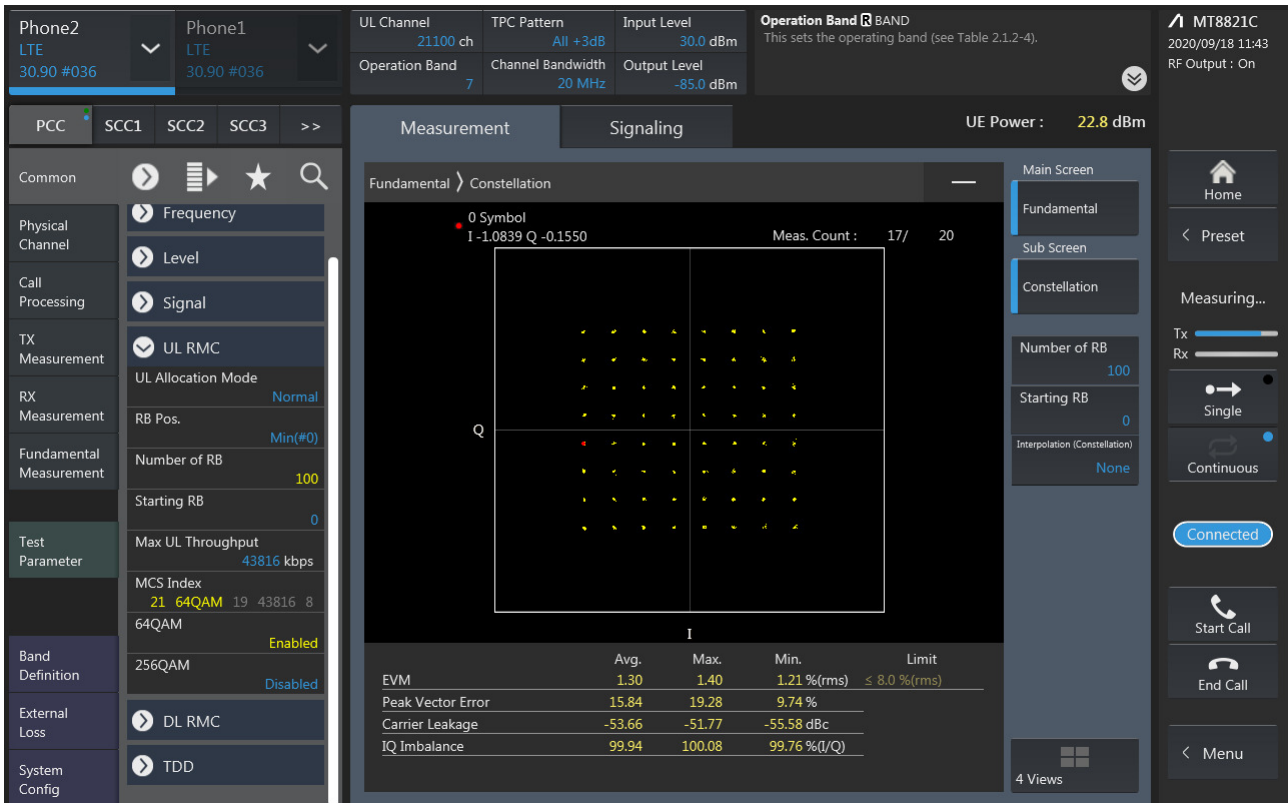 Phone2
LTE
30.90 #036
Phone1
LTE
30.90 #036
UL Channel
21100 ch
TPC Pattern
All +3dB
Input Level
30.0 dBm
Operation Band
7
Channel Bandwidth
20 MHz
Output Level
-85.0 dBm
Operation Band R BAND
This sets the operating band (see Table 2.1.2-4).
MT8821C
2020/09/18 11:43
RF Output : On
PCC SCC1 SCC2 SCC3 >>
Measurement
Signaling
UE Power : 22.8 dBm
Common
Physical
Channel
Call
Processing
TX
Measurement
RX
Measurement
Fundamental
Measurement
Test
Parameter
Band
Definition
External
Loss
System
Config
Frequency
Level
Signal
UL RMC
UL Allocation Mode
Normal
RB Pos.
Min(#0)
Number of RB
100
Starting RB
0
Max UL Throughput
43816 kbps
MCS Index
21 64QAM 19 43816 8
64QAM
Enabled
256QAM
Disabled
DL RMC
TDD
Fundamental 〉 Constellation
0 Symbol
I -1.0839 Q -0.1550
Meas. Count : 17/ 20
Q
I
Avg. Max. Min. Limit
EVM 1.30 1.40 1.21 %(rms) ≤ 8.0 %(rms)
Peak Vector Error 15.84 19.28 9.74 %
Carrier Leakage -53.66 -51.77 -55.58 dBc
IQ Imbalance 99.94 100.08 99.76 %(I/Q)
Main Screen
Fundamental
Sub Screen
Constellation
Number of RB
100
Starting RB
0
Interpolation (Constellation)
None
4 Views
Home
< Preset
Measuring...
Tx
Rx
Single
Continuous
Connected
Start Call
End Call
< Menu